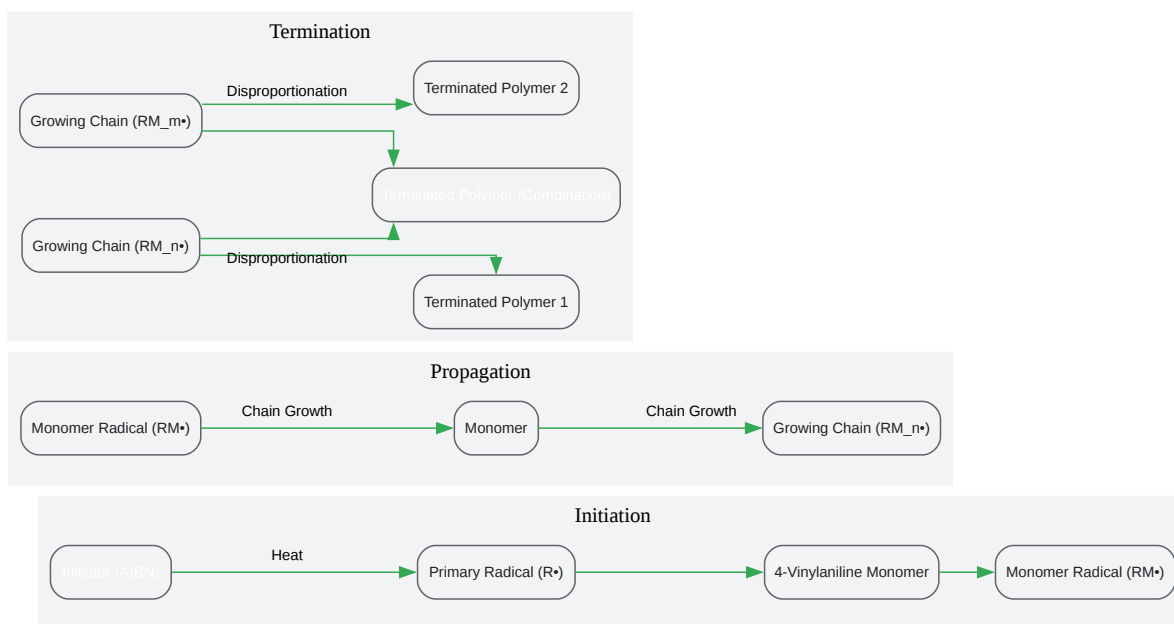 Termination
Disproportionation
Terminated Polymer 2
Growing Chain (RM_m•)
Terminated Polymer (Combination)
Growing Chain (RM_n•)
Disproportionation
Terminated Polymer 1
Propagation
Chain Growth
Chain Growth
Monomer Radical (RM•)
Monomer
Growing Chain (RM_n•)
Initiation
Heat
Initiator (AIBN)
Primary Radical (R•)
4-Vinylaniline Monomer
Monomer Radical (RM•)